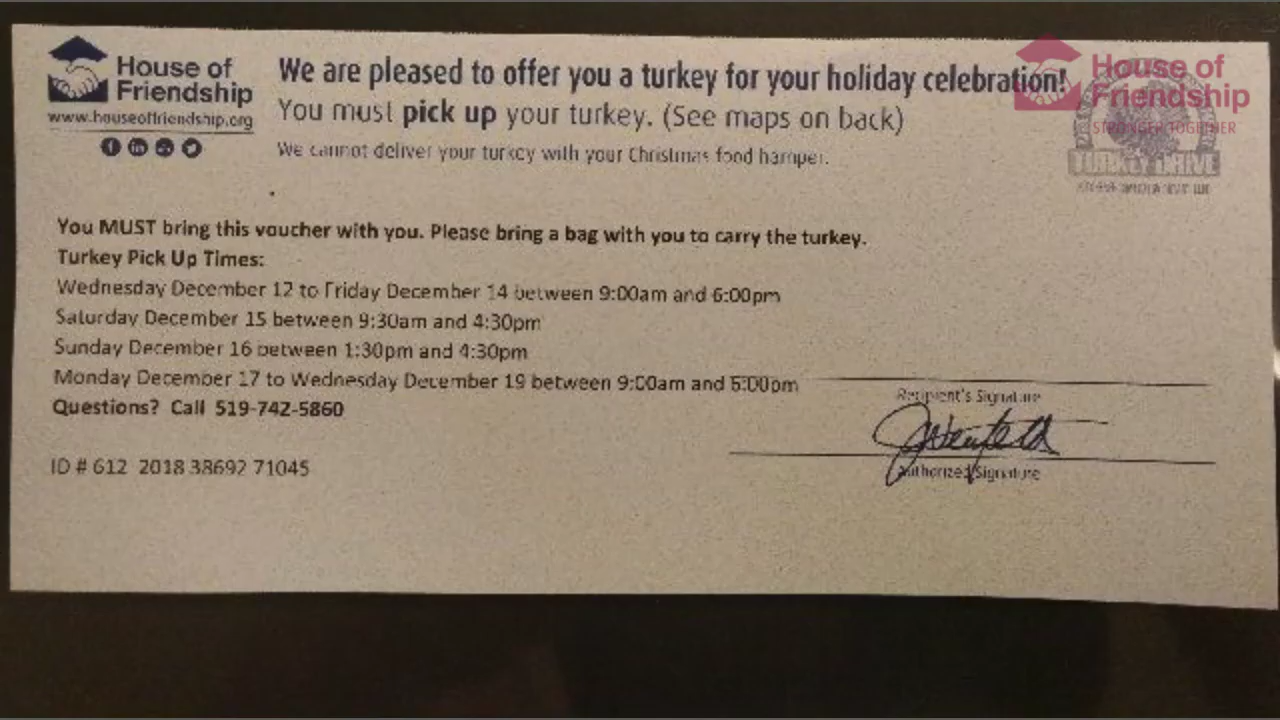 House of
Friendship
www.houseoffriendship.org
We are pleased to offer you a turkey for your holiday celebration!
You must pick up your turkey. (See maps on back)
We cannot deliver your turkey with your Christmas food hamper.
House of
Friendship
STRONGER TOGETHER
TURKEY DRIVE
You MUST bring this voucher with you. Please bring a bag with you to carry the turkey.
Turkey Pick Up Times:
Wednesday December 12 to Friday December 14 between 9:00am and 6:00pm
Saturday December 15 between 9:30am and 4:30pm
Sunday December 16 between 1:30pm and 4:30pm
Monday December 17 to Wednesday December 19 between 9:00am and 6:00pm
Questions? Call 519-742-5860
Recipient's Signature
Authorized Signature
ID # 612 2018 38692 71045